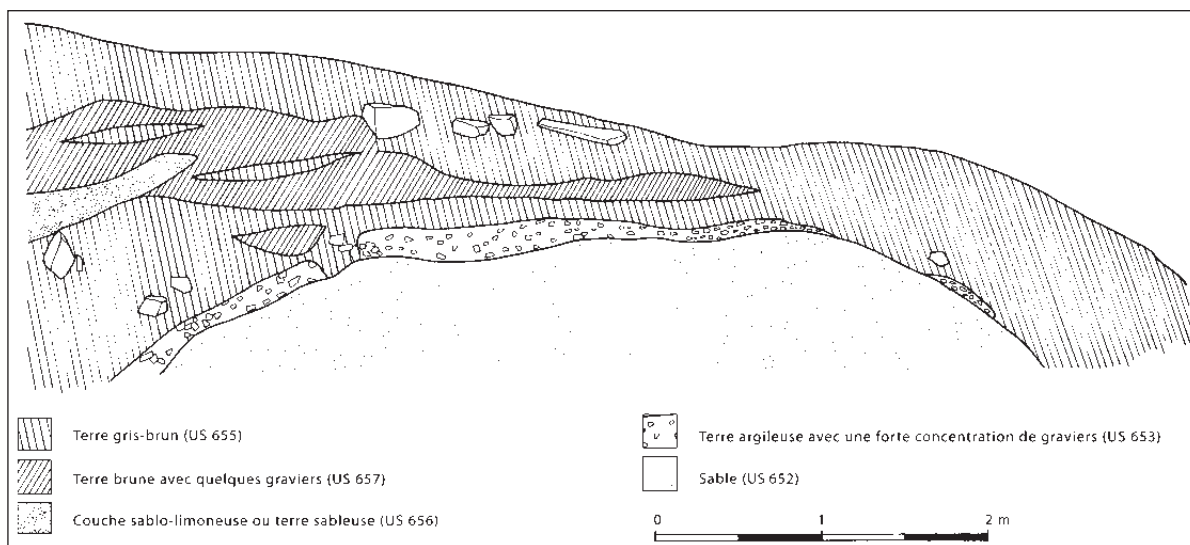 Terre gris-brun (US 655)
Terre brune avec quelques graviers (US 657)
Couche sablo-limoneuse ou terre sableuse (US 656)
Terre argileuse avec une forte concentration de graviers (US 653)
Sable (US 652)
0 1 2 m